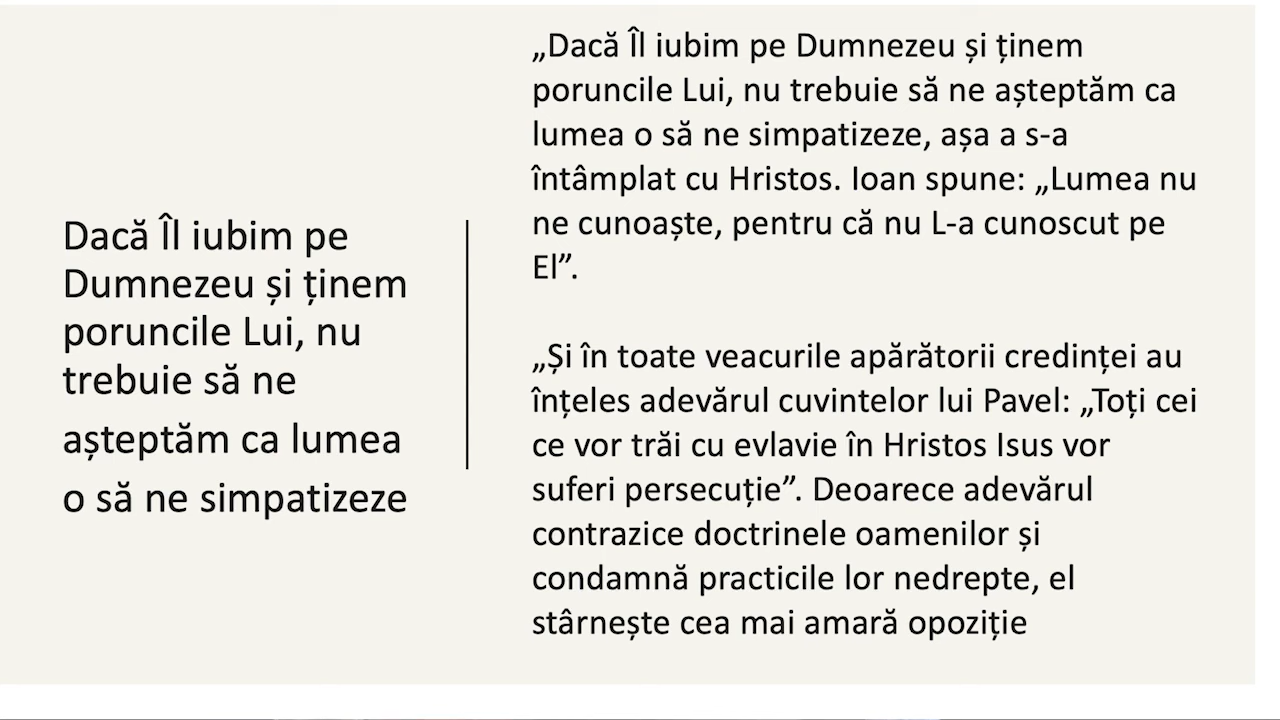 Dacă Îl iubim pe
Dumnezeu și ținem
poruncile Lui, nu
trebuie să ne
așteptăm ca lumea
o să ne simpatizeze
„Dacă Îl iubim pe Dumnezeu și ținem
poruncile Lui, nu trebuie să ne așteptăm ca
lumea o să ne simpatizeze, așa a s-a
întâmplat cu Hristos. Ioan spune: „Lumea nu
ne cunoaște, pentru că nu L-a cunoscut pe
El”.
„Și în toate veacurile apărătorii credinței au
înțeles adevărul cuvintelor lui Pavel: „Toți cei
ce vor trăi cu evlavie în Hristos Isus vor
suferi persecuție”. Deoarece adevărul
contrazice doctrinele oamenilor și
condamnă practicile lor nedrepte, el
stârnește cea mai amară opoziție